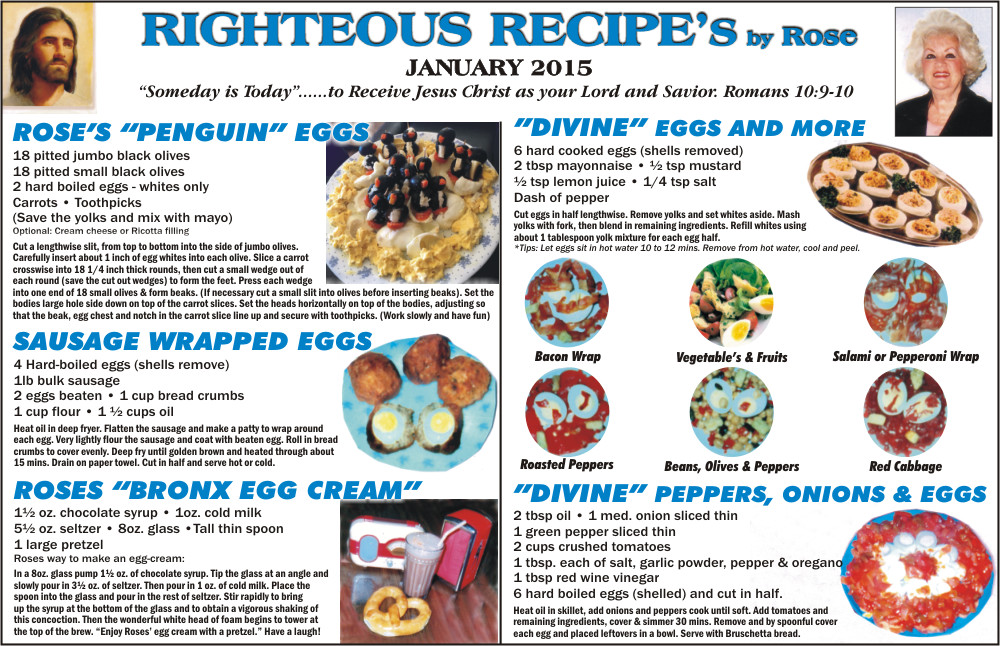 RIGHTEOUS RECIPE's by Rose
JANUARY 2015
“Someday is Today”......to Receive Jesus Christ as your Lord and Savior. Romans 10:9-10
ROSE'S “PENGUIN” EGGS
18 pitted jumbo black olives
18 pitted small black olives
2 hard boiled eggs - whites only
Carrots • Toothpicks
(Save the yolks and mix with mayo)
Optional: Cream cheese or Ricotta filling
Cut a lengthwise slit, from top to bottom into the side of jumbo olives.
Carefully insert about 1 inch of egg whites into each olive. Slice a carrot
crosswise into 18 1/4 inch thick rounds, then cut a small wedge out of
each round (save the cut out wedges) to form the feet. Press each wedge
into one end of 18 small olives & form beaks. (If necessary cut a small slit into olives before inserting beaks). Set the
bodies large hole side down on top of the carrot slices. Set the heads horizontally on top of the bodies, adjusting so
that the beak, egg chest and notch in the carrot slice line up and secure with toothpicks. (Work slowly and have fun)
SAUSAGE WRAPPED EGGS
4 Hard-boiled eggs (shells remove)
1lb bulk sausage
2 eggs beaten • 1 cup bread crumbs
1 cup flour • 1 ½ cups oil
Heat oil in deep fryer. Flatten the sausage and make a patty to wrap around
each egg. Very lightly flour the sausage and coat with beaten egg. Roll in bread
crumbs to cover evenly. Deep fry until golden brown and heated through about
15 mins. Drain on paper towel. Cut in half and serve hot or cold.
ROSES “BRONX EGG CREAM”
1½ oz. chocolate syrup • 1oz. cold milk
5½ oz. seltzer • 8oz. glass •Tall thin spoon
1 large pretzel
Roses way to make an egg-cream:
In a 8oz. glass pump 1½ oz. of chocolate syrup. Tip the glass at an angle and
slowly pour in 3½ oz. of seltzer. Then pour in 1 oz. of cold milk. Place the
spoon into the glass and pour in the rest of seltzer. Stir rapidly to bring
up the syrup at the bottom of the glass and to obtain a vigorous shaking of
this concoction. Then the wonderful white head of foam begins to tower at
the top of the brew. “Enjoy Roses' egg cream with a pretzel.” Have a laugh!
”DIVINE” EGGS AND MORE
6 hard cooked eggs (shells removed)
2 tbsp mayonnaise • ½ tsp mustard
½ tsp lemon juice • 1/4 tsp salt
Dash of pepper
Cut eggs in half lengthwise. Remove yolks and set whites aside. Mash
yolks with fork, then blend in remaining ingredients. Refill whites using
about 1 tablespoon yolk mixture for each egg half.
*Tips: Let eggs sit in hot water 10 to 12 mins. Remove from hot water, cool and peel.
Bacon Wrap
Vegetable's & Fruits
Salami or Pepperoni Wrap
Roasted Peppers
Beans, Olives & Peppers
Red Cabbage
”DIVINE” PEPPERS, ONIONS & EGGS
2 tbsp oil • 1 med. onion sliced thin
1 green pepper sliced thin
2 cups crushed tomatoes
1 tbsp. each of salt, garlic powder, pepper & oregano
1 tbsp red wine vinegar
6 hard boiled eggs (shelled) and cut in half.
Heat oil in skillet, add onions and peppers cook until soft. Add tomatoes and
remaining ingredients, cover & simmer 30 mins. Remove and by spoonful cover
each egg and placed leftovers in a bowl. Serve with Bruschetta bread.